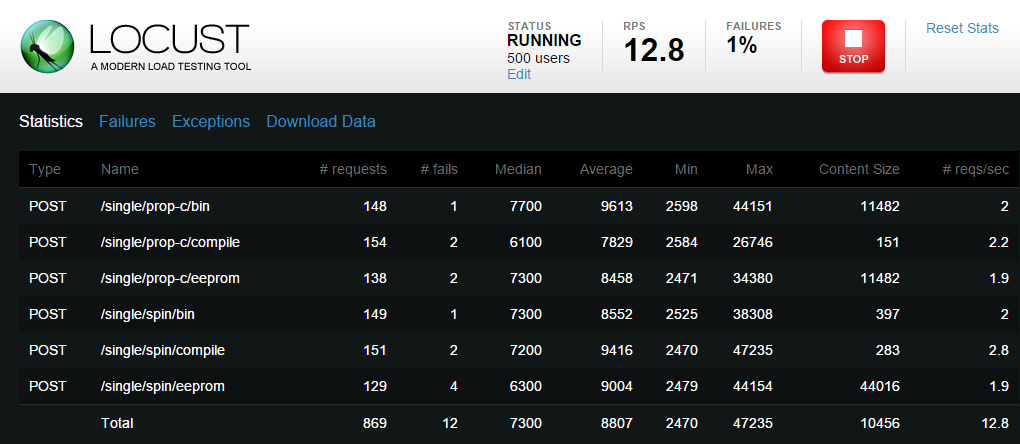 LOCUST
A MODERN LOAD TESTING TOOL
STATUS
RUNNING
500 users
Edit
RPS
12.8
FAILURES
1%
STOP
Reset Stats
Statistics Failures Exceptions Download Data
Type Name # requests # fails Median Average Min Max Content Size # reqs/sec
POST /single/prop-c/bin 148 1 7700 9613 2598 44151 11482 2
POST /single/prop-c/compile 154 2 6100 7829 2584 26746 151 2.2
POST /single/prop-c/eeprom 138 2 7300 8458 2471 34380 11482 1.9
POST /single/spin/bin 149 1 7300 8552 2525 38308 397 2
POST /single/spin/compile 151 2 7200 9416 2470 47235 283 2.8
POST /single/spin/eeprom 129 4 6300 9004 2479 44154 44016 1.9
Total 869 12 7300 8807 2470 47235 10456 12.8